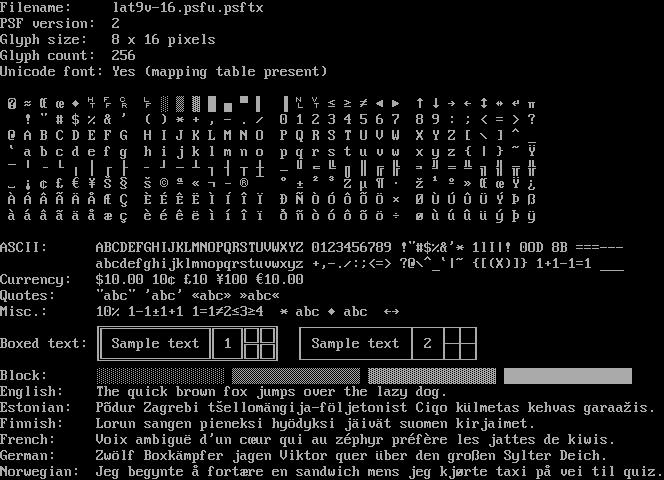 Filename:     lat9v-16.psfu.psftx
PSF version:  2
Glyph size:   8 x 16 pixels
Glyph count:  256
Unicode font: Yes (mapping table present)
! " # $ % & ' ( ) * + , - . / 0 1 2 3 4 5 6 7 8 9 : ; < = > ?
@ A B C D E F G H I J K L M N O P Q R S T U V W X Y Z [ \ ] ^ _
` a b c d e f g h i j k l m n o p q r s t u v w x y z { | } ~ Ÿ
À Á Â Ã Ä Å Æ Ç È É Ê Ë Ì Í Î Ï Ð Ñ Ò Ó Ô Õ Ö × Ø Ù Ú Û Ü Ý Þ ß
à á â ã ä å æ ç è é ê ë ì í î ï ð ñ ò ó ô õ ö ÷ ø ù ú û ü ý þ ÿ
ASCII:      ABCDEFGHIJKLMNOPQRSTUVWXYZ 0123456789 !"#$%&'* 1lI|! 0OD 8B ===---
abcdefghijklmnopqrstuvwxyz +,-./:;<=> ?@\^_`|~ {[(X)]} 1+1-1=1 ___
Currency:   $10.00 10¢ £10 ¥100 €10.00
Quotes:     "abc" 'abc' «abc» »abc«
Misc.:      10% 1-1±1+1 1=1≠2≤3≥4  * abc ♦ abc  ↔
Boxed text: Sample text 1 Sample text 2
Block:
English:    The quick brown fox jumps over the lazy dog.
Estonian:   Põdur Zagrebi tšellomängija-följetonist Ciqo külmetas kehvas garaažis.
Finnish:    Lorun sangen pieneksi hyödyksi jäivät suomen kirjaimet.
French:     Voix ambiguë d'un cœur qui au zéphyr préfère les jattes de kiwis.
German:     Zwölf Boxkämpfer jagen Viktor quer über den großen Sylter Deich.
Norwegian:  Jeg begynte å fortære en sandwich mens jeg kjørte taxi på vei til quiz.